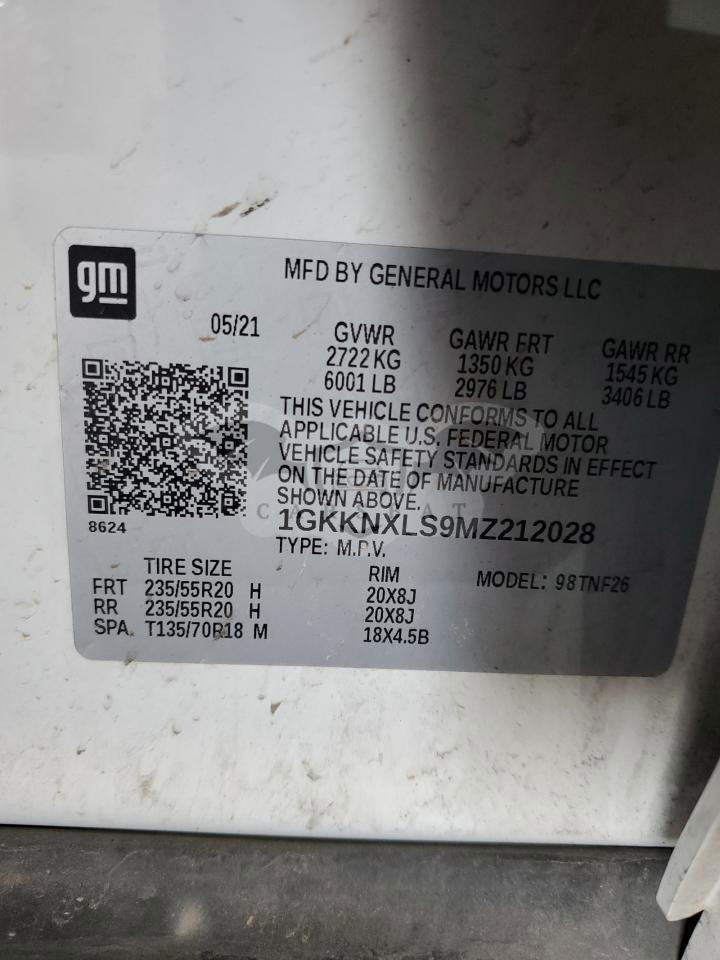 gm
MFD BY GENERAL MOTORS LLC
05/21
GVWR GAWR FRT GAWR RR
2722 KG 1350 KG 1545 KG
6001 LB 2976 LB 3406 LB
THIS VEHICLE CONFORMS TO ALL
APPLICABLE U.S. FEDERAL MOTOR
VEHICLE SAFETY STANDARDS IN EFFECT
ON THE DATE OF MANUFACTURE
SHOWN ABOVE.
8624
1GKKNXLS9MZ212028
TYPE: M.P.V.
TIRE SIZE RIM MODEL: 98TNF26
FRT 235/55R20 H 20X8J
RR 235/55R20 H 20X8J
SPA T135/70R18 M 18X4.5B